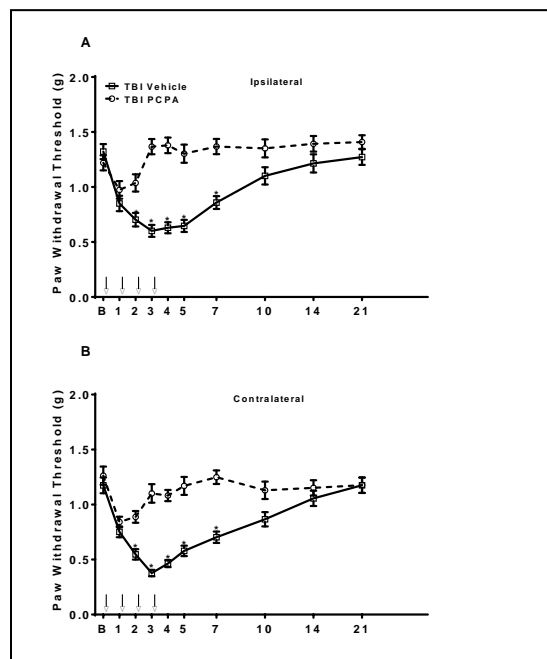 A
Paw Withdrawal Threshold (g)
2.0
1.5
1.0
0.5
0.0
TBI Vehicle
TBI PCPA
Ipsilateral
*
*
*
*
*
B 1 2 3 4 5 7 10 14 21
B
Paw Withdrawal Threshold (g)
2.0
1.5
1.0
0.5
0.0
Contralateral
*
*
*
*
*
B 1 2 3 4 5 7 10 14 21